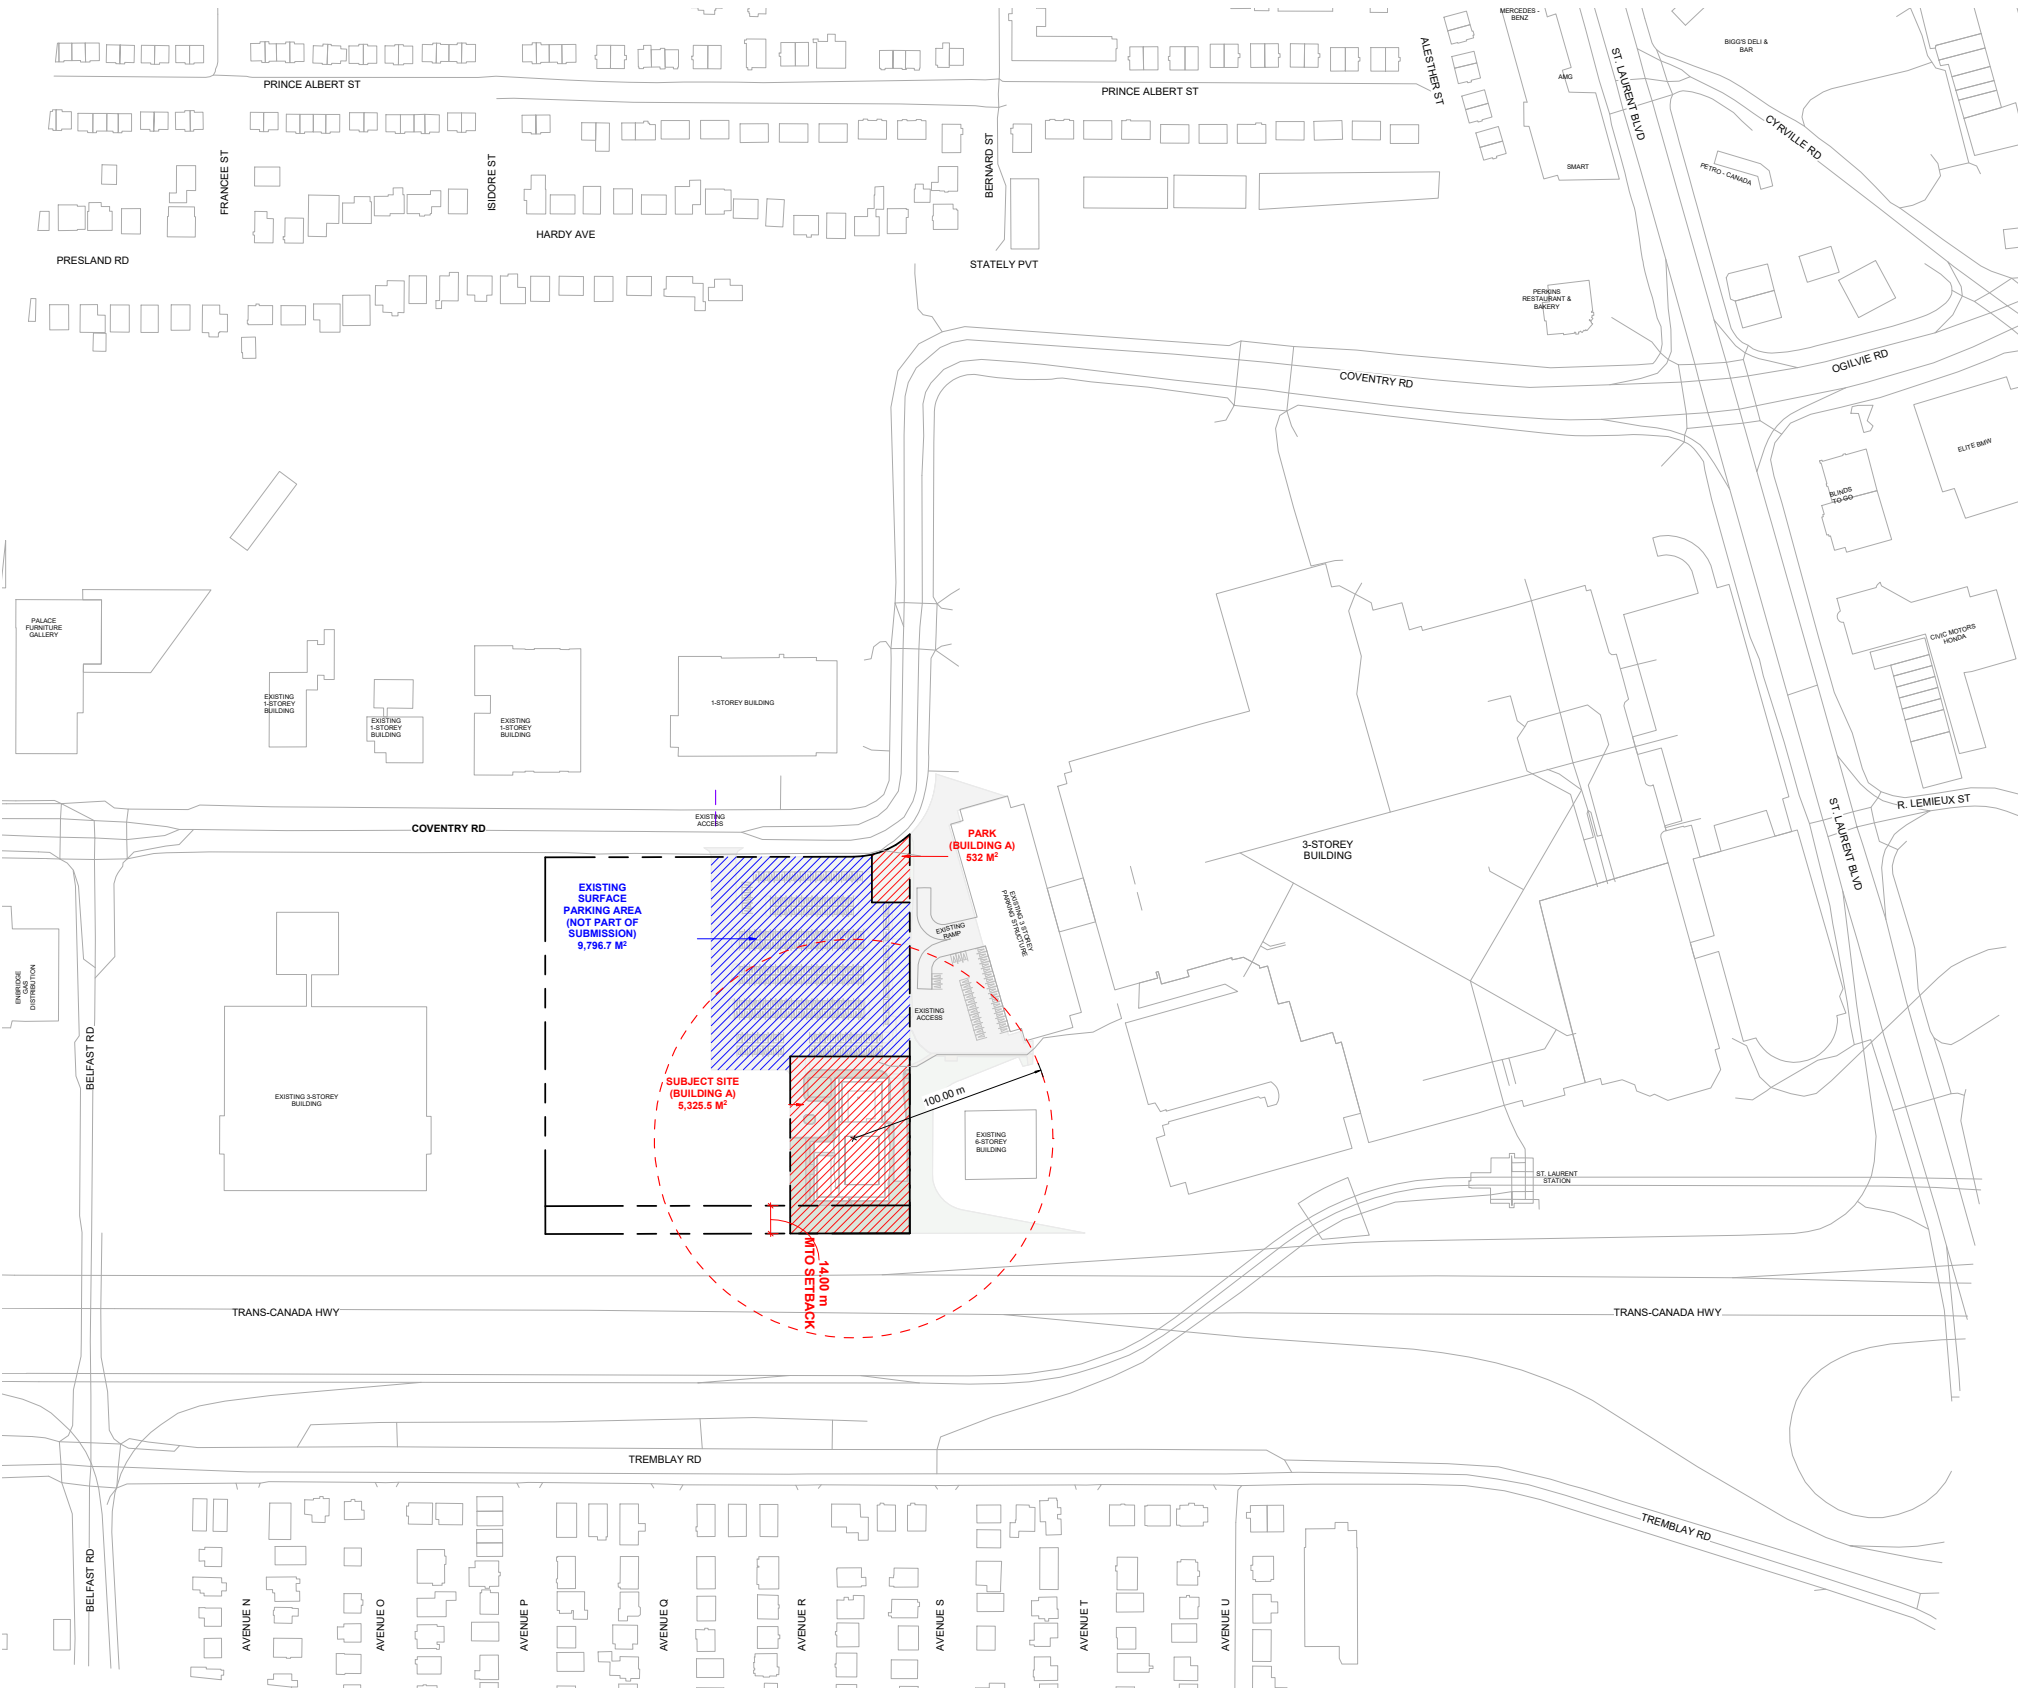 MERCEDES -
BENZ
BIGG'S DELI &
BAR
AMG
ST. LAURENT BLVD
ALESTHER ST
PRINCE ALBERT ST
PRINCE ALBERT ST
CYRVILLE RD
SMART
PETRO - CANADA
FRANCEE ST
ISIDORE ST
BERNARD ST
HARDY AVE
PRESLAND RD
STATELY PVT
PERKINS
RESTAURANT &
BAKERY
COVENTRY RD
OGILVIE RD
ELITE BMW
BLINDS
TO GO
PALACE
FURNITURE
GALLERY
CIVIC MOTORS
HONDA
EXISTING
1-STOREY
BUILDING
EXISTING
1-STOREY
BUILDING
EXISTING
1-STOREY
BUILDING
1-STOREY BUILDING
R. LEMIEUX ST
ST. LAURENT BLVD
EXISTING
ACCESS
COVENTRY RD
PARK
(BUILDING A)
532 M²
3-STOREY
BUILDING
EXISTING
SURFACE
PARKING AREA
(NOT PART OF
SUBMISSION)
9,796.7 M²
EXISTING 3 STOREY
PARKING STRUCTURE
EXISTING
RAMP
ENBRIDGE
GAS
DISTRIBUTION
EXISTING
ACCESS
BELFAST RD
SUBJECT SITE
(BUILDING A)
5,325.5 M²
100.00 m
EXISTING 3-STOREY
BUILDING
EXISTING
6-STOREY
BUILDING
ST. LAURENT
STATION
14.00 m
MTO SETBACK
TRANS-CANADA HWY
TRANS-CANADA HWY
TREMBLAY RD
TREMBLAY RD
BELFAST RD
AVENUE N
AVENUE O
AVENUE P
AVENUE Q
AVENUE R
AVENUE S
AVENUE T
AVENUE U